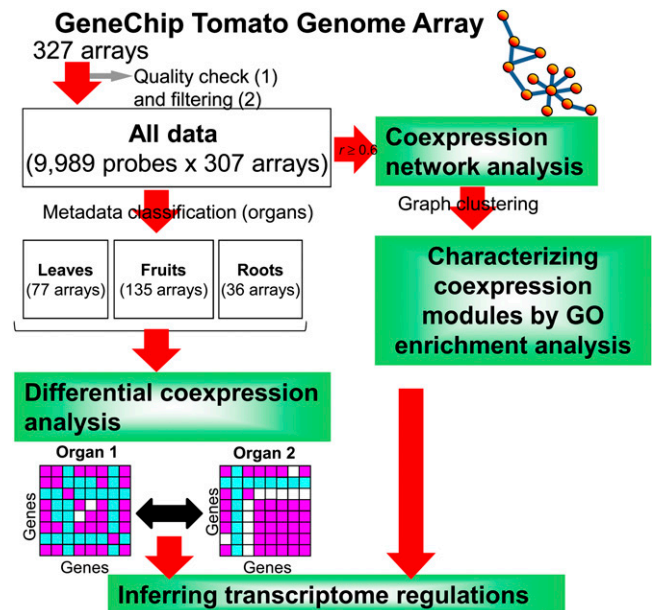 GeneChip Tomato Genome Array
327 arrays
Quality check (1)
and filtering (2)
All data
(9,989 probes x 307 arrays)
r ≥ 0.6
Coexpression
network analysis
Metadata classification (organs)
Graph clustering
Leaves
(77 arrays)
Fruits
(135 arrays)
Roots
(36 arrays)
Characterizing
coexpression
modules by GO
enrichment analysis
Differential coexpression
analysis
Organ 1
Organ 2
Genes
Genes
Genes
Genes
Inferring transcriptome regulations